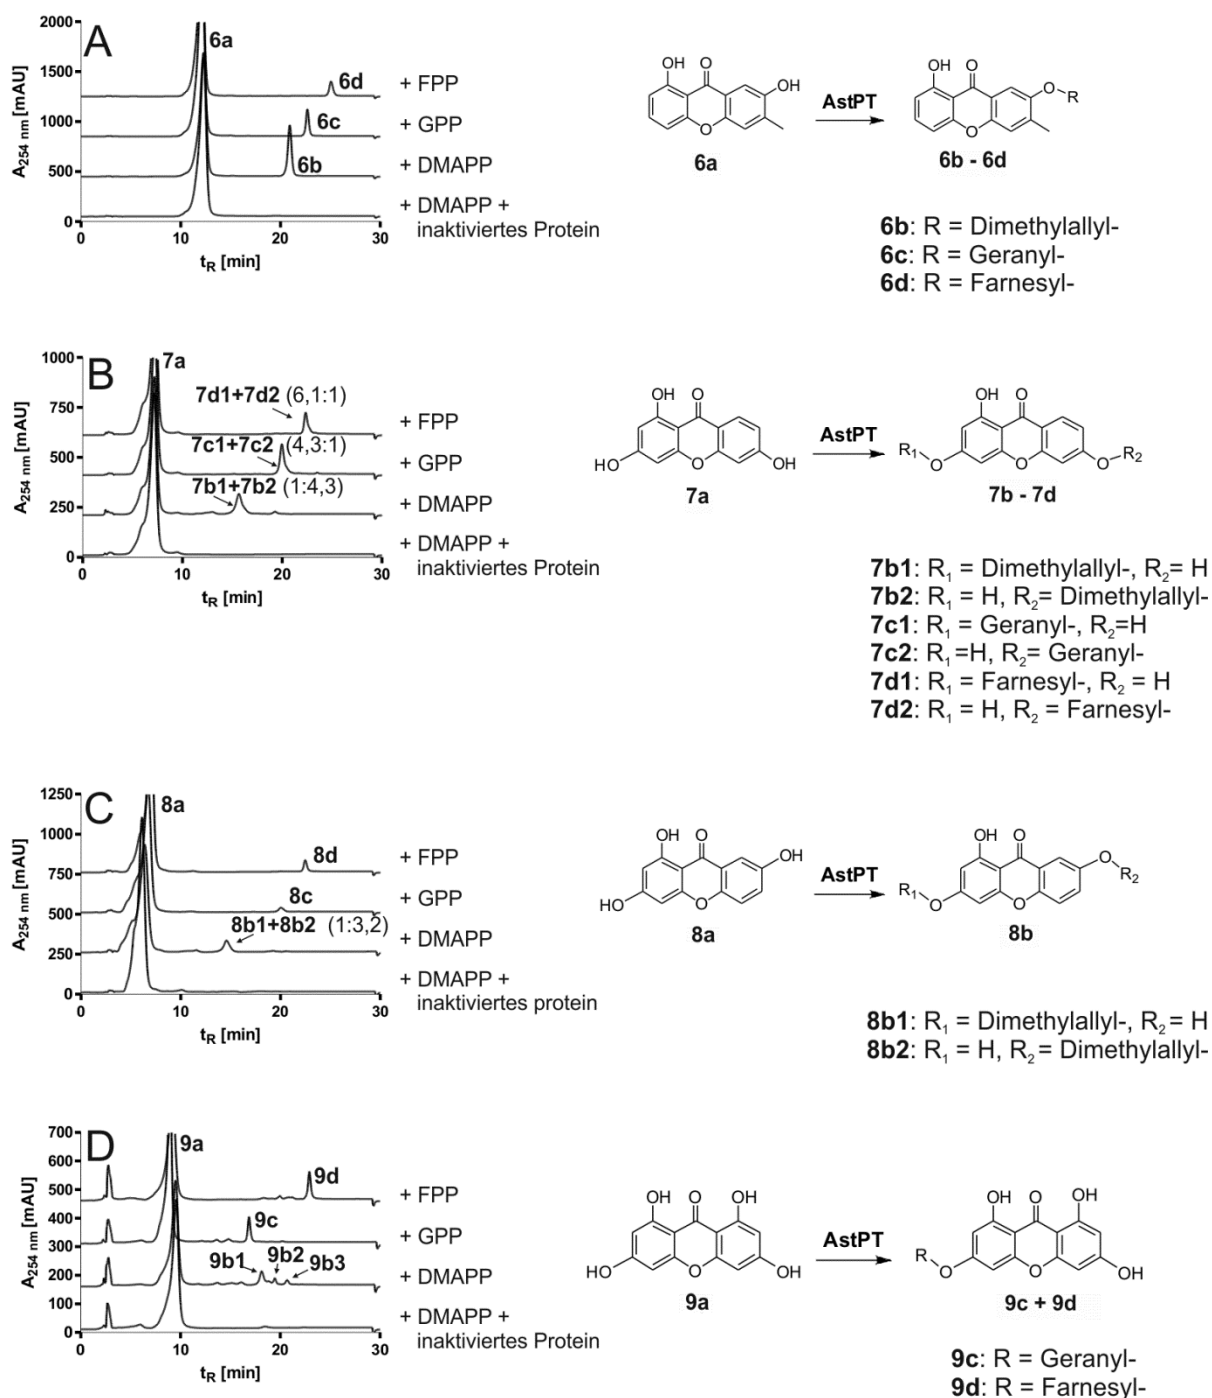 A
A254 nm [mAU]
2000
1500
1000
500
0
0 10 20 30
tR [min]
6a
6d
6c
6b
+ FPP
+ GPP
+ DMAPP
+ DMAPP +
inaktiviertes Protein
OH O OH
O
6a
AstPT
OH O O R
O
6b - 6d
6b: R = Dimethylallyl-
6c: R = Geranyl-
6d: R = Farnesyl-
B
A254 nm [mAU]
1000
750
500
250
0
0 10 20 30
tR [min]
7a
7d1+7d2 (6,1:1)
7c1+7c2 (4,3:1)
7b1+7b2 (1:4,3)
+ FPP
+ GPP
+ DMAPP
+ DMAPP +
inaktiviertes Protein
OH O
HO O OH
7a
AstPT
OH O
R1 O O O R2
7b - 7d
7b1: R1 = Dimethylallyl-, R2= H
7b2: R1 = H, R2= Dimethylallyl-
7c1: R1 = Geranyl-, R2=H
7c2: R1 =H, R2= Geranyl-
7d1: R1 = Farnesyl-, R2 = H
7d2: R1 = H, R2 = Farnesyl-
C
A254 nm [mAU]
1250
1000
750
500
250
0
0 10 20 30
tR [min]
8a
8d
8c
8b1+8b2 (1:3,2)
+ FPP
+ GPP
+ DMAPP
+ DMAPP +
inaktiviertes protein
OH O OH
HO O
8a
AstPT
OH O O R2
R1 O O
8b
8b1: R1 = Dimethylallyl-, R2 = H
8b2: R1 = H, R2 = Dimethylallyl-
D
A254 nm [mAU]
700
600
500
400
300
200
100
0
0 10 20 30
tR [min]
9a
9d
9c
9b1 9b2 9b3
+ FPP
+ GPP
+ DMAPP
+ DMAPP +
inaktiviertes Protein
OH O OH
HO O OH
9a
AstPT
OH O OH
R O O OH
9c + 9d
9c: R = Geranyl-
9d: R = Farnesyl-